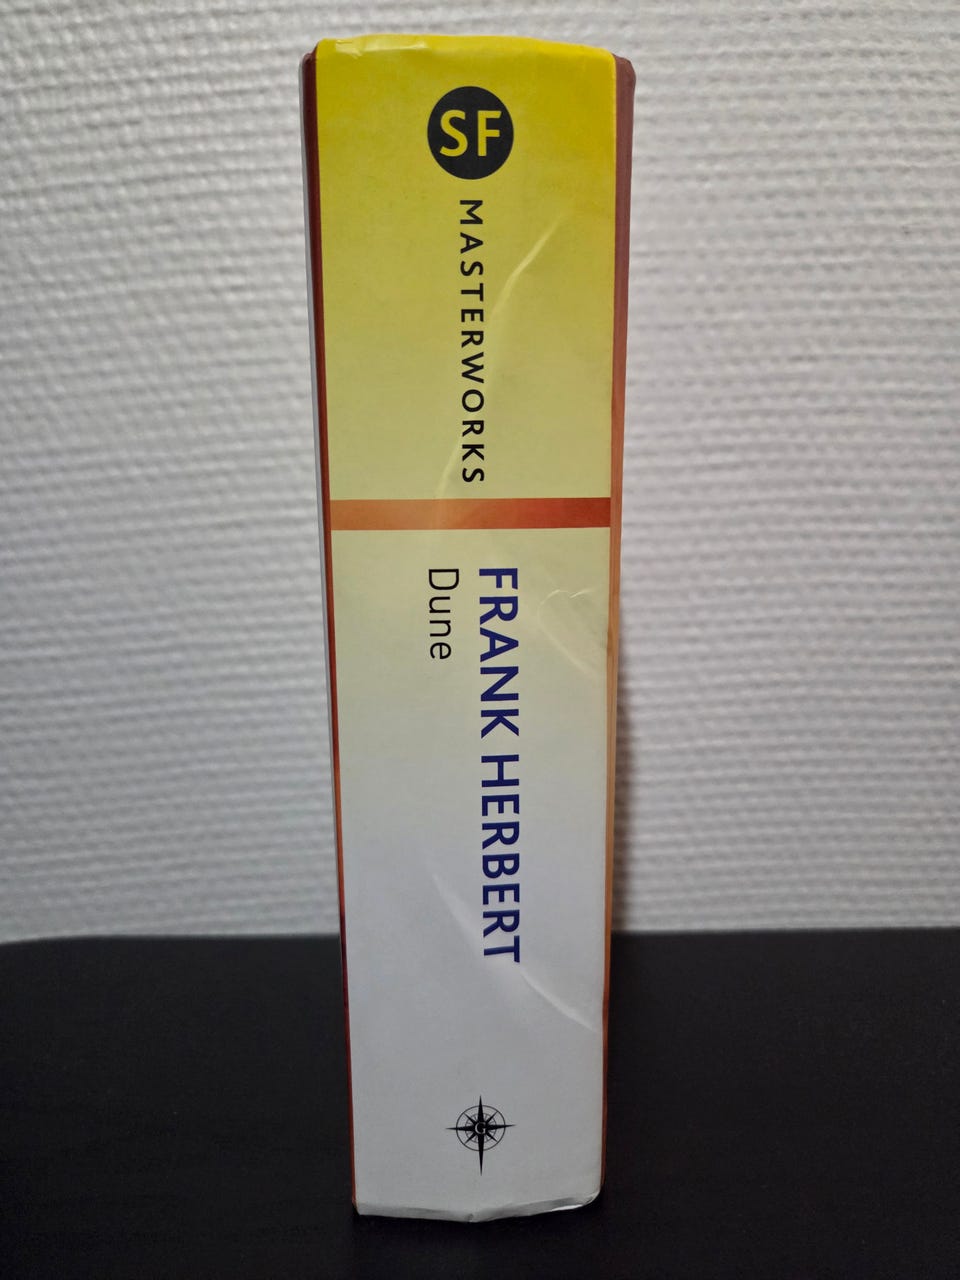 SF
MASTERWORKS
FRANK HERBERT
Dune
G